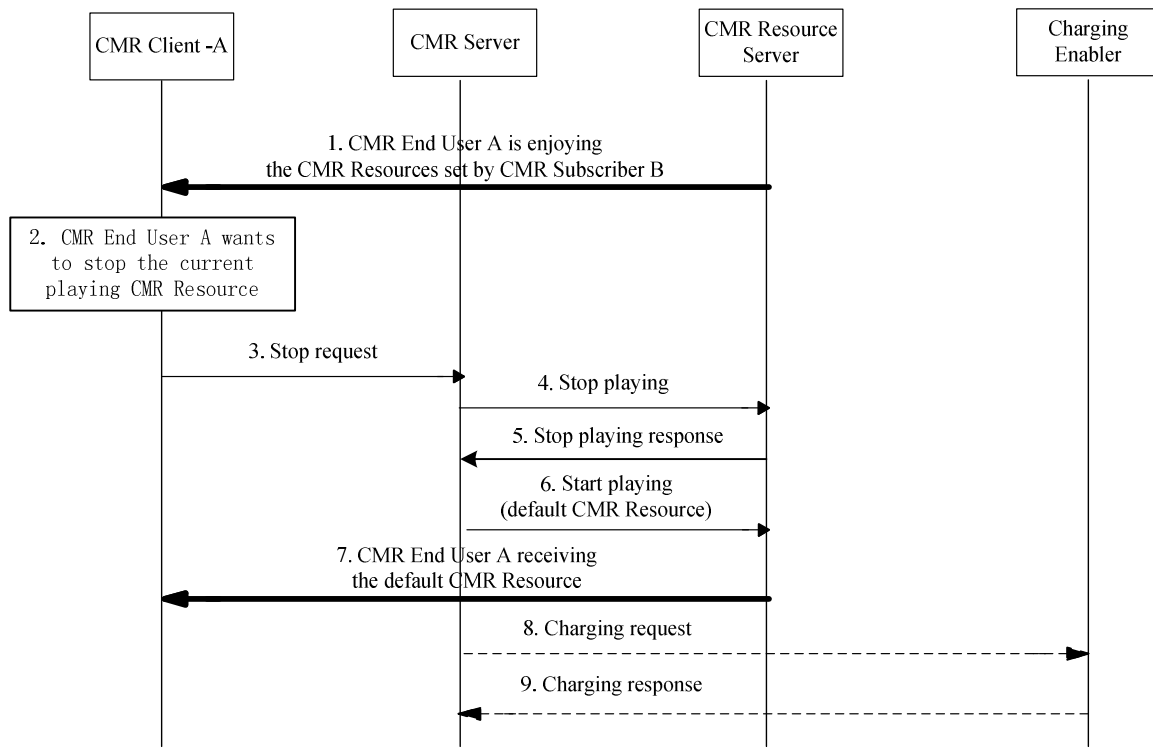 CMR Client -A
CMR Server
CMR Resource
Server
Charging
Enabler
1. CMR End User A is enjoying
the CMR Resources set by CMR Subscriber B
2. CMR End User A wants
to stop the current
playing CMR Resource
3. Stop request
4. Stop playing
5. Stop playing response
6. Start playing
(default CMR Resource)
7. CMR End User A receiving
the default CMR Resource
8. Charging request
9. Charging response